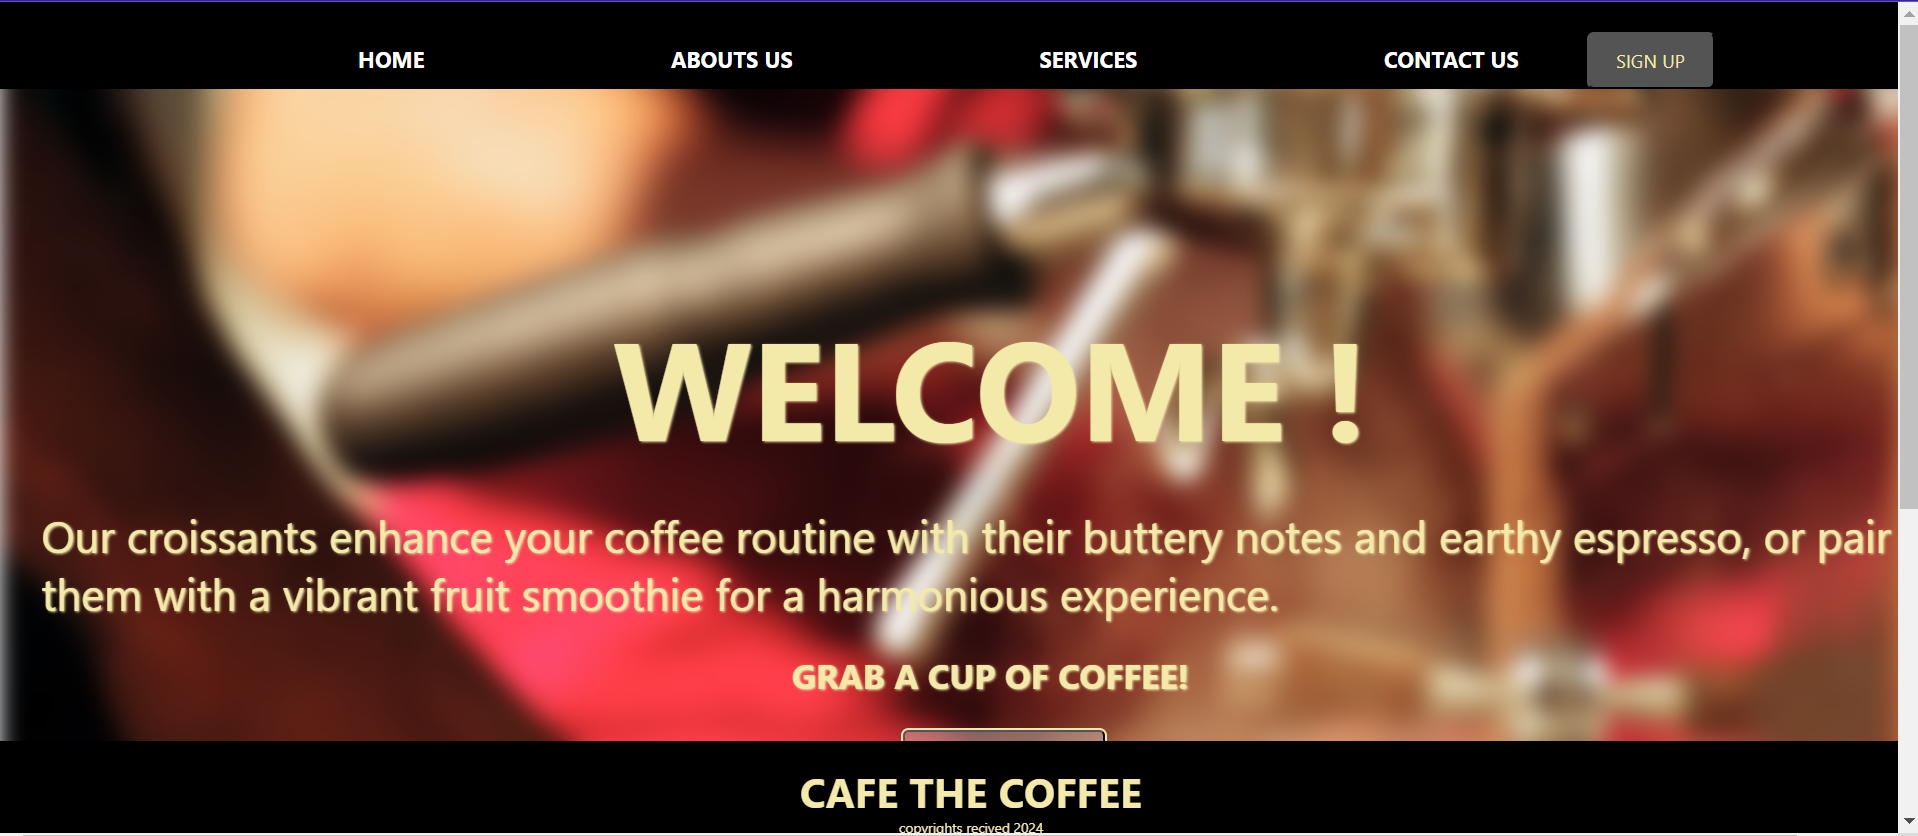 HOME ABOUTS US SERVICES CONTACT US SIGN UP
WELCOME !
Our croissants enhance your coffee routine with their buttery notes and earthy espresso, or pair
them with a vibrant fruit smoothie for a harmonious experience.
GRAB A CUP OF COFFEE!
CAFE THE COFFEE
copyrights recived 2024